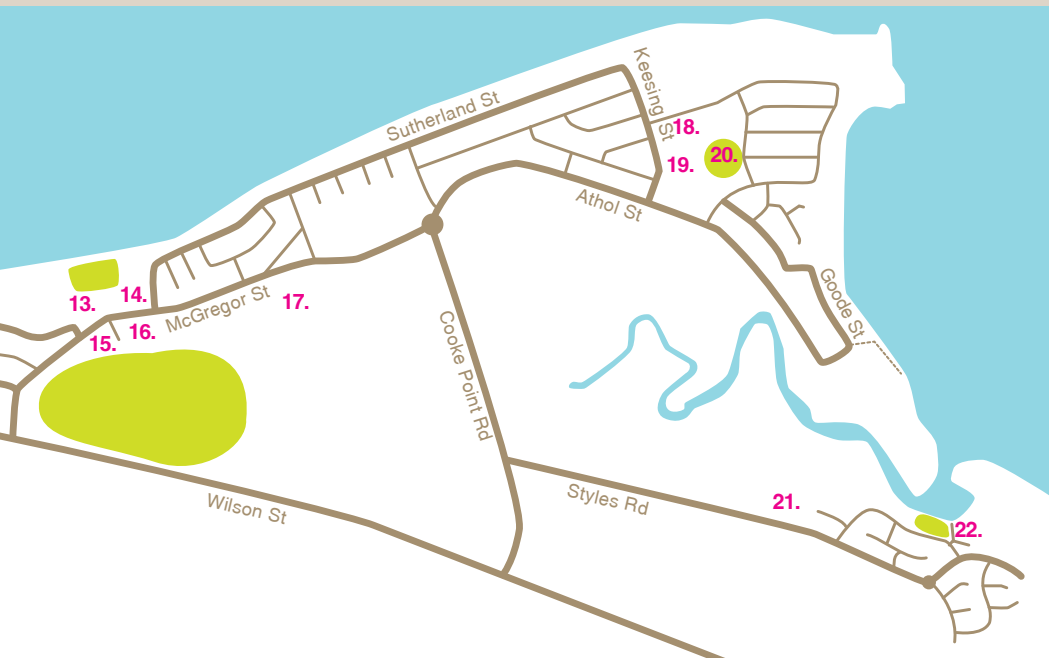 Keesing St
Sutherland St
18.
19.
20.
Athol St
13.
14.
McGregor St
17.
15.
16.
Goode St
Cooke Point Rd
Styles Rd
Wilson St
21.
22.